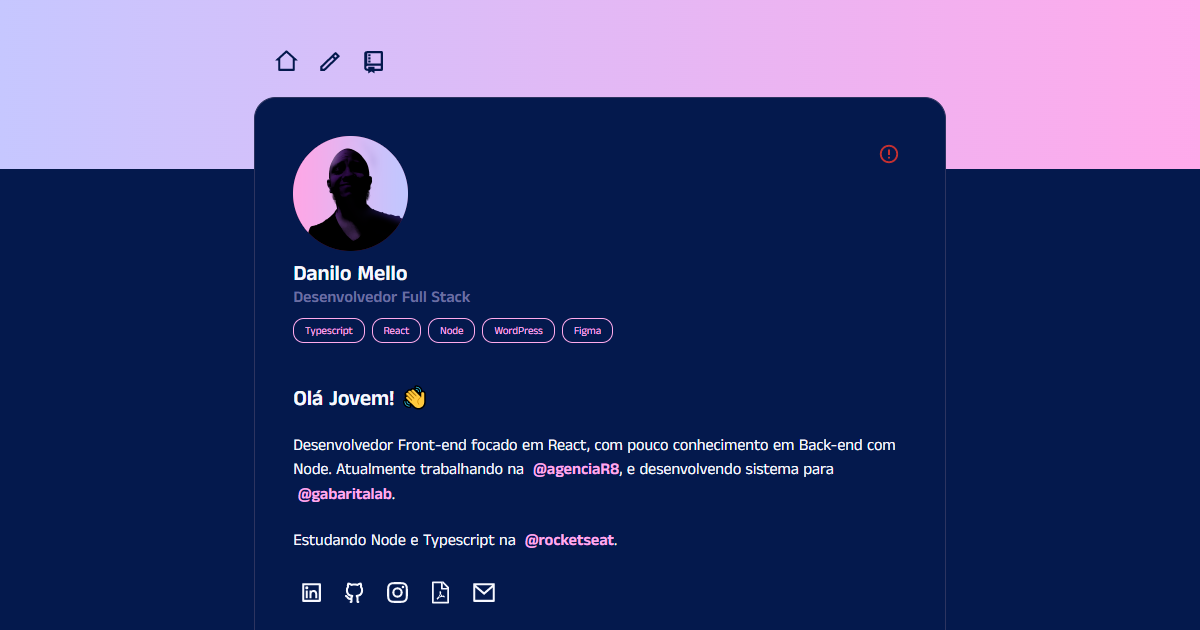 Danilo Mello
Desenvolvedor Full Stack
Typescript React Node WordPress Figma
Olá Jovem! 👋
Desenvolvedor Front-end focado em React, com pouco conhecimento em Back-end com
Node. Atualmente trabalhando na @agenciaR8, e desenvolvendo sistema para
@gabaritalab.
Estudando Node e Typescript na @rocketseat.